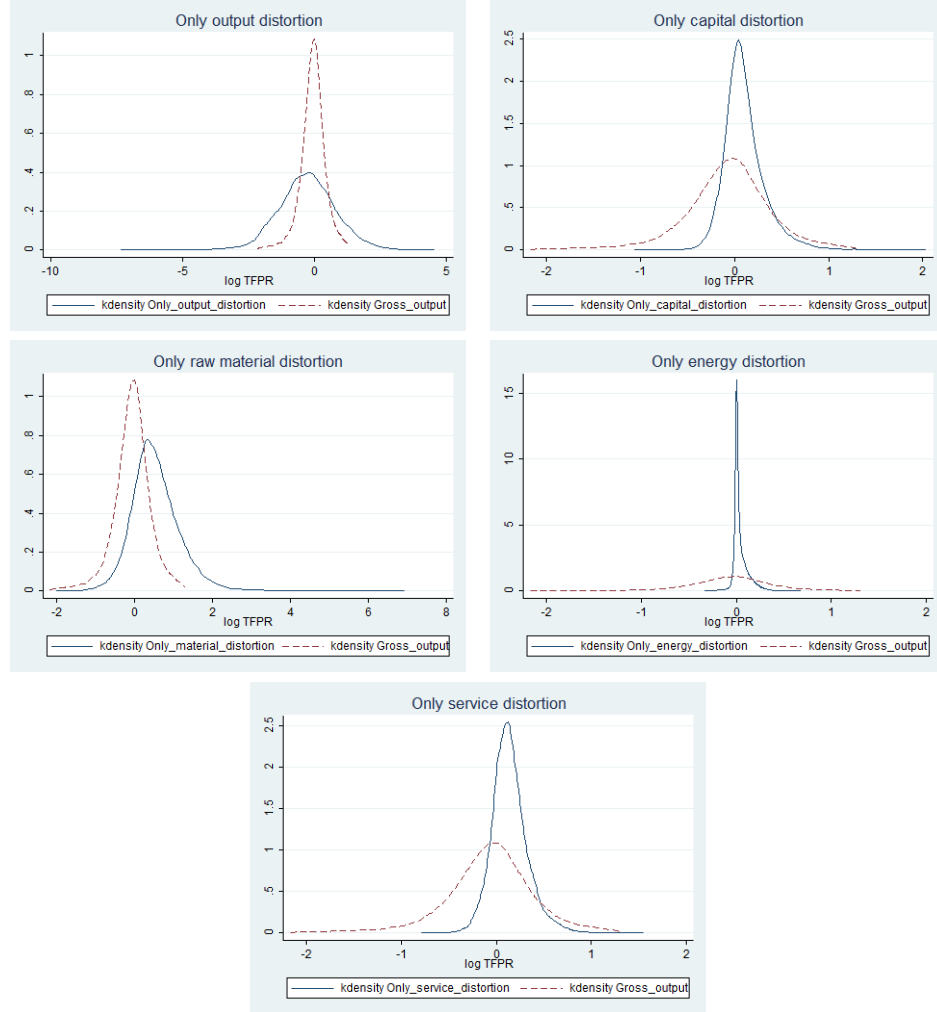 Only output distortion
0 .2 .4 .6 .8 1
-10 -5 0 5
log TFPR
kdensity Only_output_distortion kdensity Gross_output
Only capital distortion
0 .5 1 1.5 2 2.5
-2 -1 0 1 2
log TFPR
kdensity Only_capital_distortion kdensity Gross_output
Only raw material distortion
0 .2 .4 .6 .8 1
-2 0 2 4 6 8
log TFPR
kdensity Only_material_distortion kdensity Gross_output
Only energy distortion
0 5 10 15
-2 -1 0 1 2
log TFPR
kdensity Only_energy_distortion kdensity Gross_output
Only service distortion
0 .5 1 1.5 2 2.5
-2 -1 0 1 2
log TFPR
kdensity Only_service_distortion kdensity Gross_output